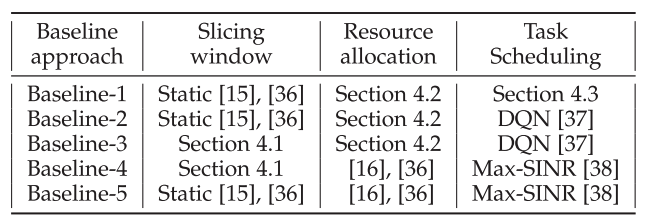 Baseline approach Slicing window Resource allocation Task Scheduling
Baseline-1 Static [15], [36] Section 4.2 Section 4.3
Baseline-2 Static [15], [36] Section 4.2 DQN [37]
Baseline-3 Section 4.1 Section 4.2 DQN [37]
Baseline-4 Section 4.1 [16], [36] Max-SINR [38]
Baseline-5 Static [15], [36] [16], [36] Max-SINR [38]